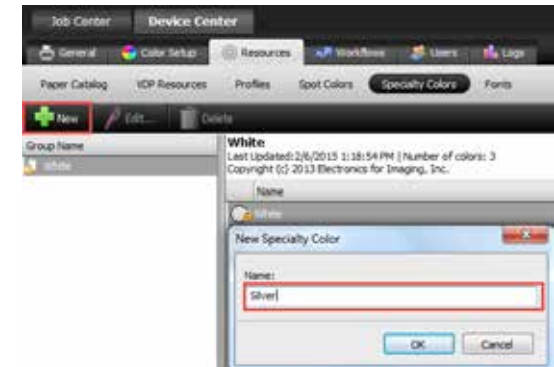 Job Center Device Center
General Color Setup Resources Workflows Users Logs
Paper Catalog VDP Resources Profiles Spot Colors Specialty Colors Fonts
New Edit... Delete
Group Name
White
White
Last Updated: 2/6/2015 1:18:54 PM | Number of colors: 3
Copyright (c) 2013 Electronics for Imaging, Inc.
Name
White
New Specialty Color
Name:
Silver
OK Cancel